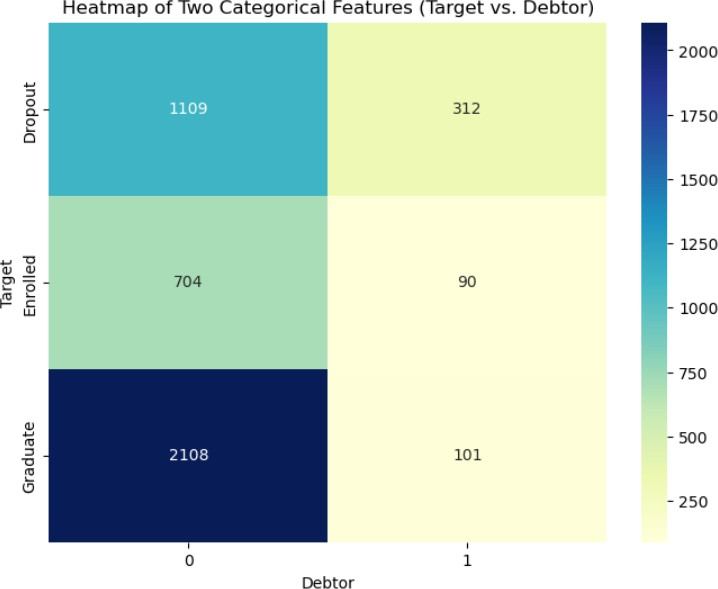 Heatmap of Two Categorical Features (Target vs. Debtor)
Target
Dropout
1109
312
Enrolled
704
90
Graduate
2108
101
0
1
Debtor
2000
1750
1500
1250
1000
750
500
250